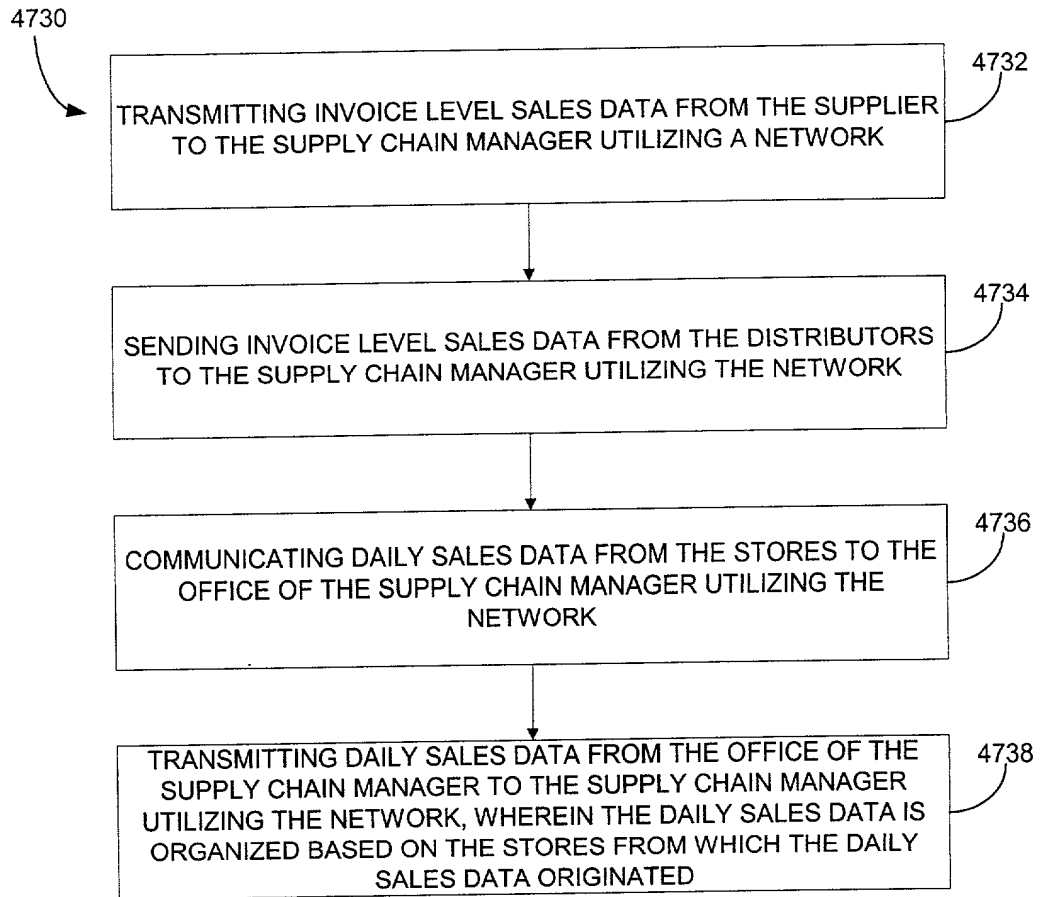 4730
4732
TRANSMITTING INVOICE LEVEL SALES DATA FROM THE SUPPLIER
TO THE SUPPLY CHAIN MANAGER UTILIZING A NETWORK
4734
SENDING INVOICE LEVEL SALES DATA FROM THE DISTRIBUTORS
TO THE SUPPLY CHAIN MANAGER UTILIZING THE NETWORK
4736
COMMUNICATING DAILY SALES DATA FROM THE STORES TO THE
OFFICE OF THE SUPPLY CHAIN MANAGER UTILIZING THE
NETWORK
4738
TRANSMITTING DAILY SALES DATA FROM THE OFFICE OF THE
SUPPLY CHAIN MANAGER TO THE SUPPLY CHAIN MANAGER
UTILIZING THE NETWORK, WHEREIN THE DAILY SALES DATA IS
ORGANIZED BASED ON THE STORES FROM WHICH THE DAILY
SALES DATA ORIGINATED